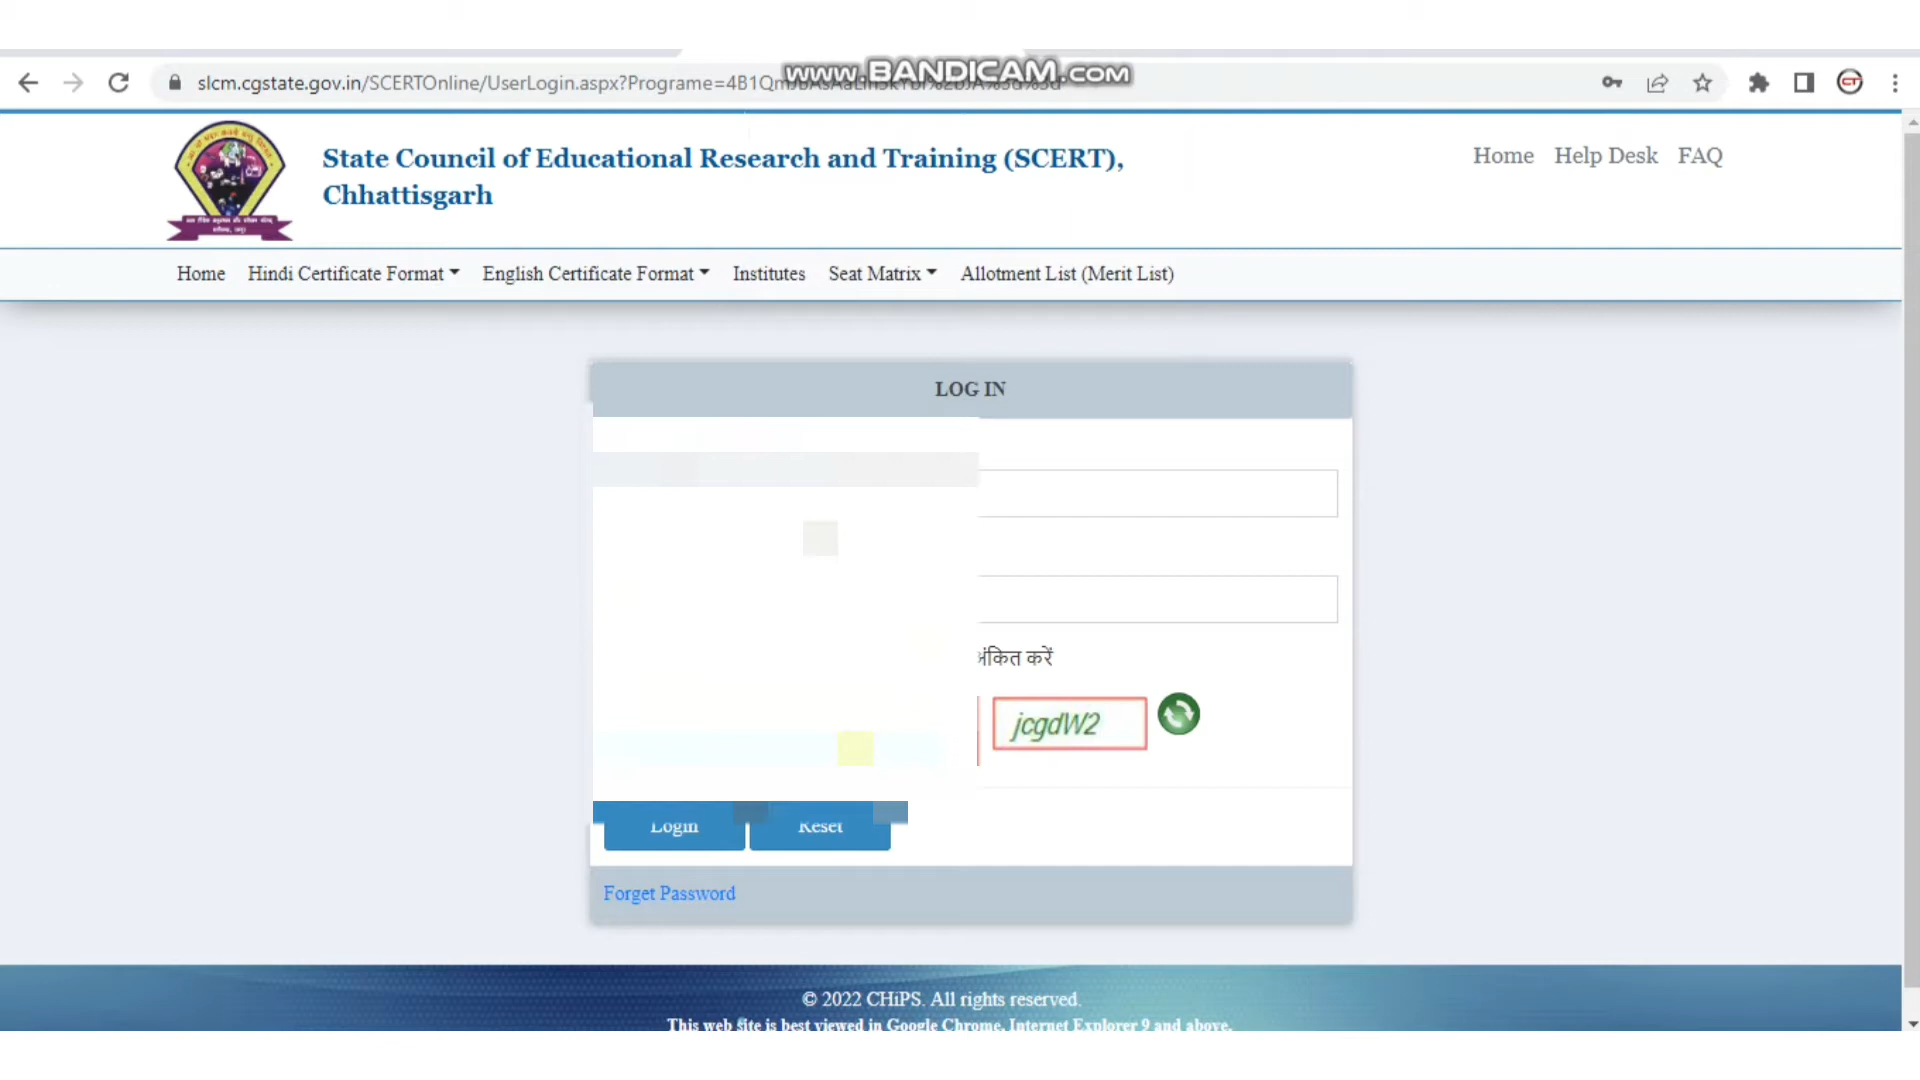 www.BANDICAM.com
slcm.cgstate.gov.in/SCERTOnline/UserLogin.aspx?Programe=4B1Qm
State Council of Educational Research and Training (SCERT),
Chhattisgarh
Home Help Desk FAQ
Home Hindi Certificate Format English Certificate Format Institutes Seat Matrix Allotment List (Merit List)
LOG IN
अंकित करें
jcgdW2
Login Reset
Forget Password
© 2022 CHiPS. All rights reserved.
This web site is best viewed in Google Chrome, Internet Explorer 9 and above.